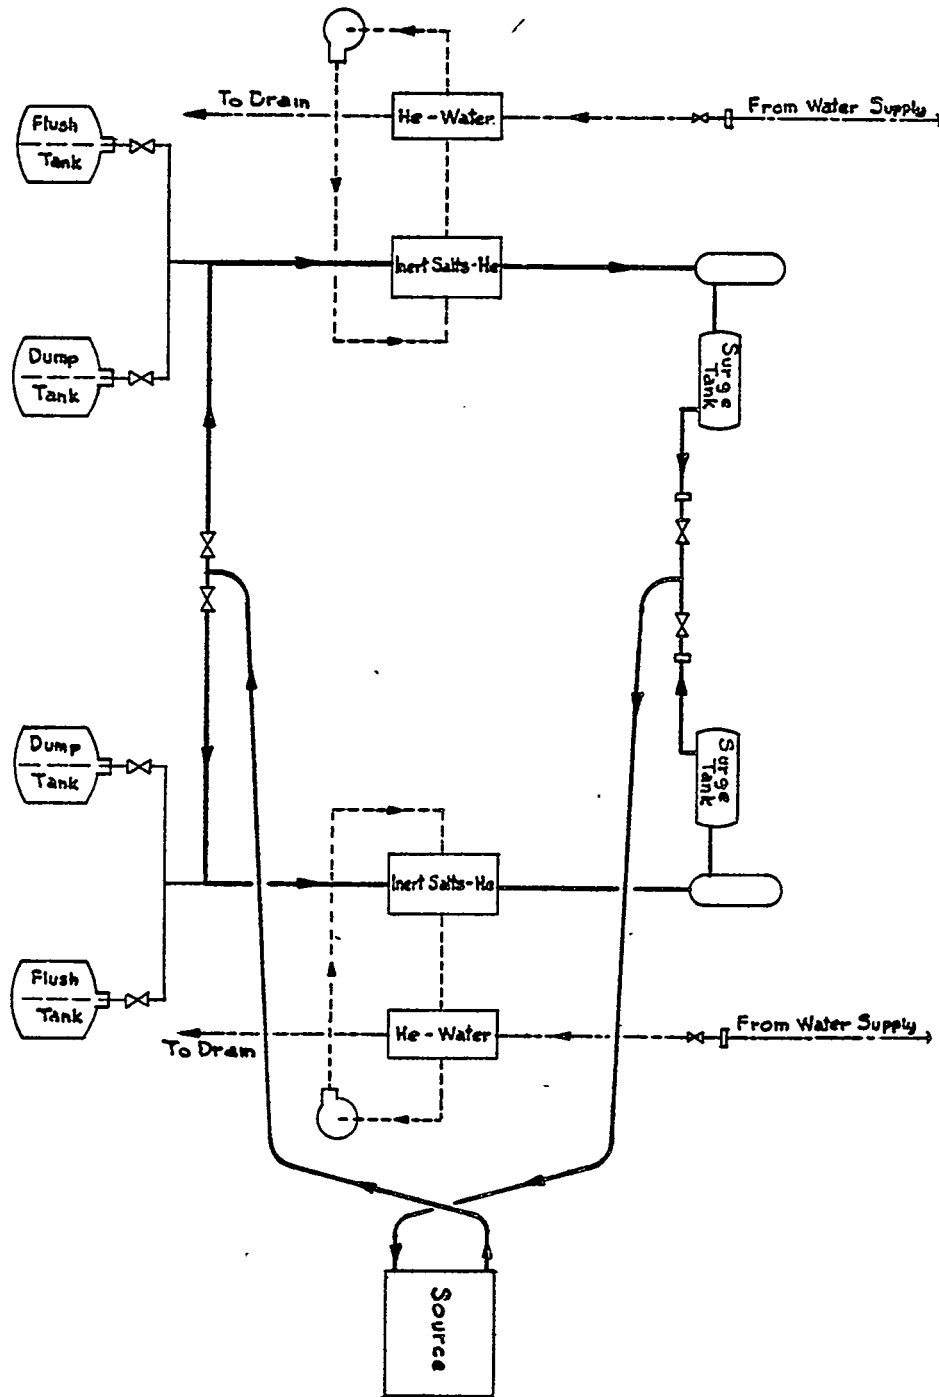 To Drain
He - Water.
From Water Supply
Flush
Tank
Inert Salts-He
Dump
Tank
Surge
Tank
Dump
Tank
Surge
Tank
Inert Salts-He
Flush
Tank
He - Water
From Water Supply
To Drain
Source